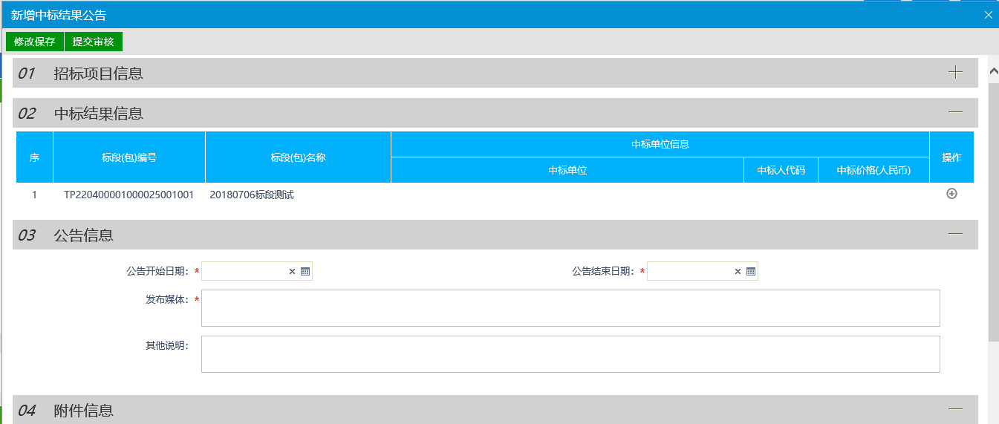 新增中标结果公告
修改保存 提交审核
01 招标项目信息
02 中标结果信息
序 标段(包)编号 标段(包)名称 中标单位信息 操作
中标单位 中标人代码 中标价格(人民币)
1 TP220400001000025001001 20180706标段测试
03 公告信息
公告开始日期：* 公告结束日期：*
发布媒体：*
其他说明：
04 附件信息